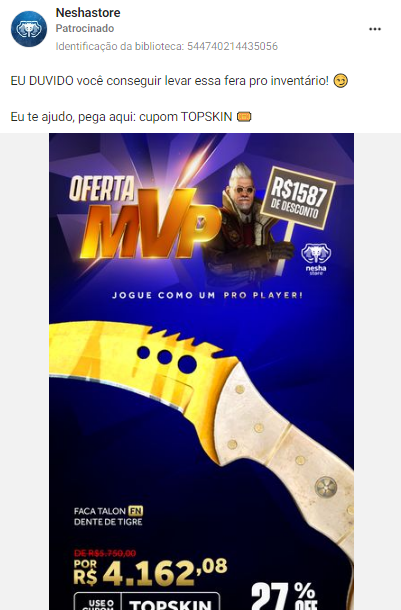 Neshastore
Patrocinado
Identificação da biblioteca: 544740214435056
EU DUVIDO você conseguir levar essa fera pro inventário! 😏
Eu te ajudo, pega aqui: cupom TOPSKIN 🎫
OFERTA
MVP
R$1587
DE DESCONTO
nesha
store
JOGUE COMO UM PRO PLAYER!
FACA TALON FN
DENTE DE TIGRE
DE R$5.750,00
POR
R$ 4.162,08
USE O
CUPOM
TOPSKIN
27%
OFF